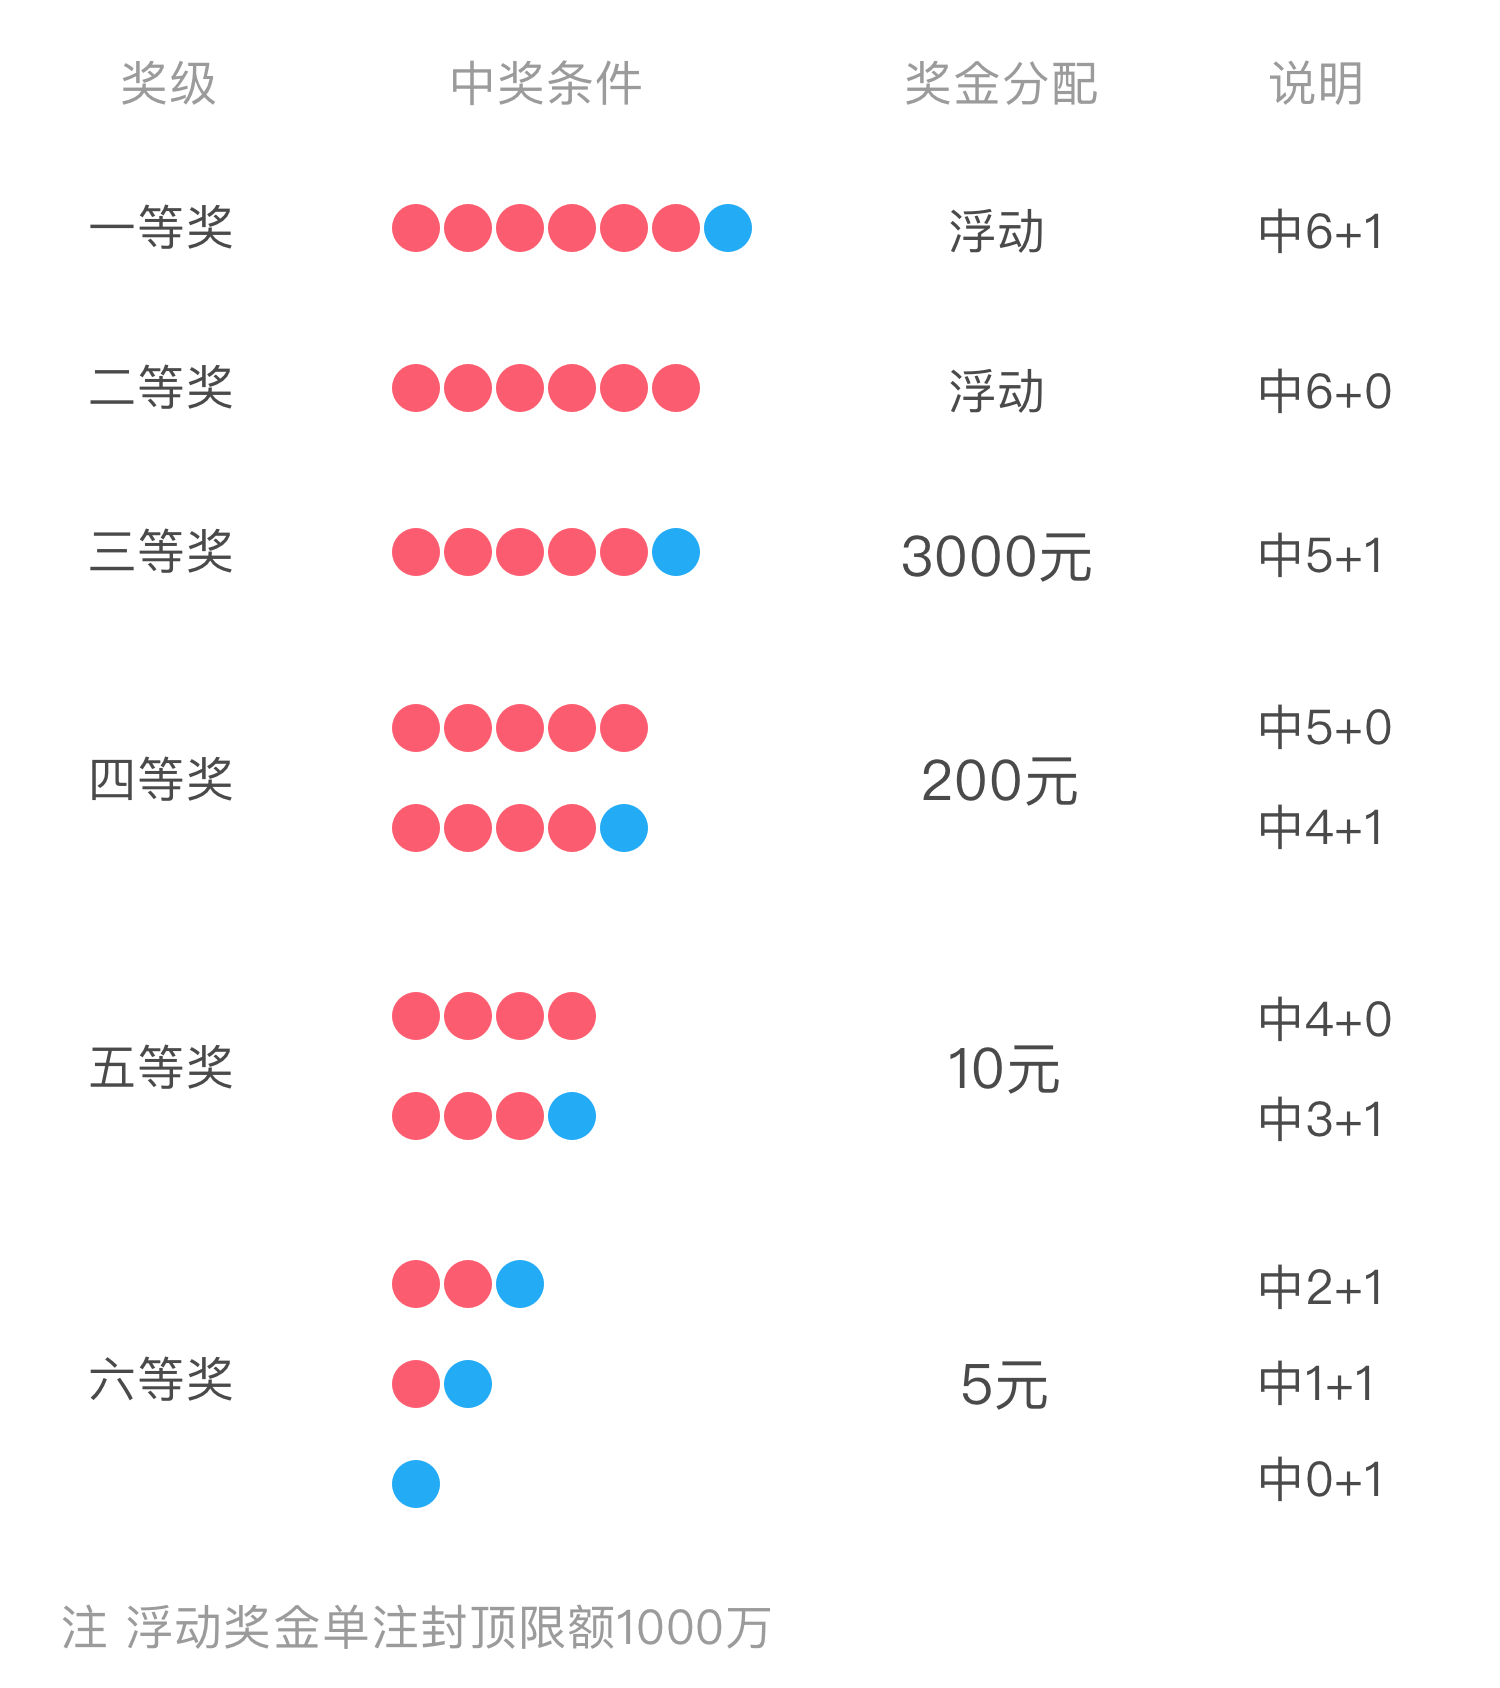 奖级 中奖条件 奖金分配 说明
一等奖 浮动 中6+1
二等奖 浮动 中6+0
三等奖 3000元 中5+1
中5+0
四等奖 200元
中4+1
中4+0
五等奖 10元
中3+1
中2+1
六等奖 5元 中1+1
中0+1
注 浮动奖金单注封顶限额1000万